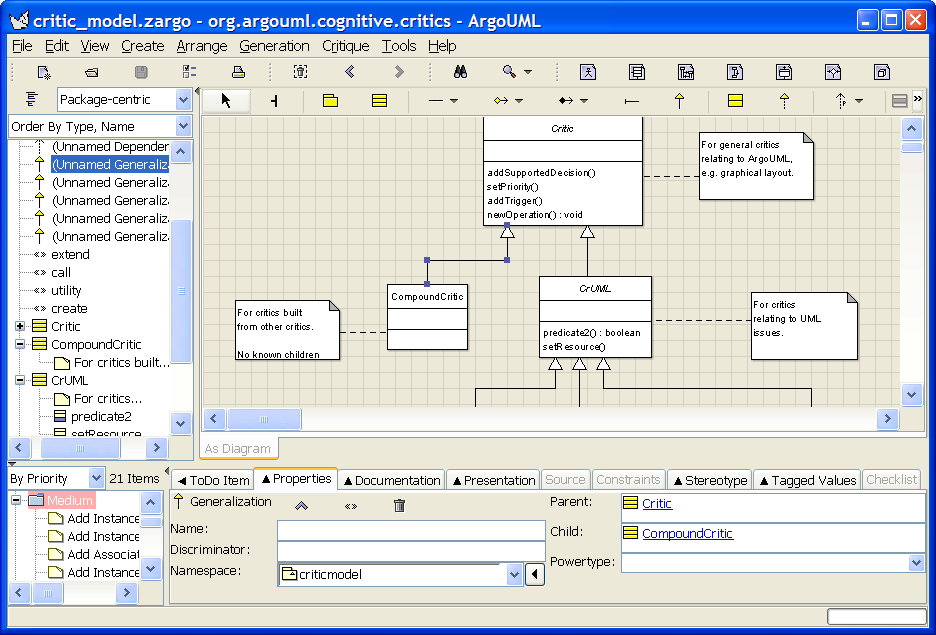 critic_model.zargo - org.argouml.cognitive.critics - ArgoUML
File Edit View Create Arrange Generation Critique Tools Help
Package-centric
Order By Type, Name
(Unnamed Depender
(Unnamed Generaliz
(Unnamed Generaliz
(Unnamed Generaliz
(Unnamed Generaliz
(Unnamed Generaliz
extend
call
utility
create
Critic
CompoundCritic
For critics built...
CrUML
For critics...
predicate2
setResource
Critic
addSupportedDecision()
setPriority()
addTrigger()
newOperation() : void
For general critics
relating to ArgoUML,
e.g. graphical layout.
CompoundCritic
For critics built
from other critics.
No known children
CrUML
predicate2() : boolean
setResource()
For critics
relating to UML
issues.
As Diagram
By Priority 21 Items
Medium
Add Instance
Add Instance
Add Associat
Add Instance
ToDo Item Properties Documentation Presentation Source Constraints Stereotype Tagged Values Checklist
Generalization
Name:
Discriminator:
Namespace: criticmodel
Parent: Critic
Child: CompoundCritic
Powertype: